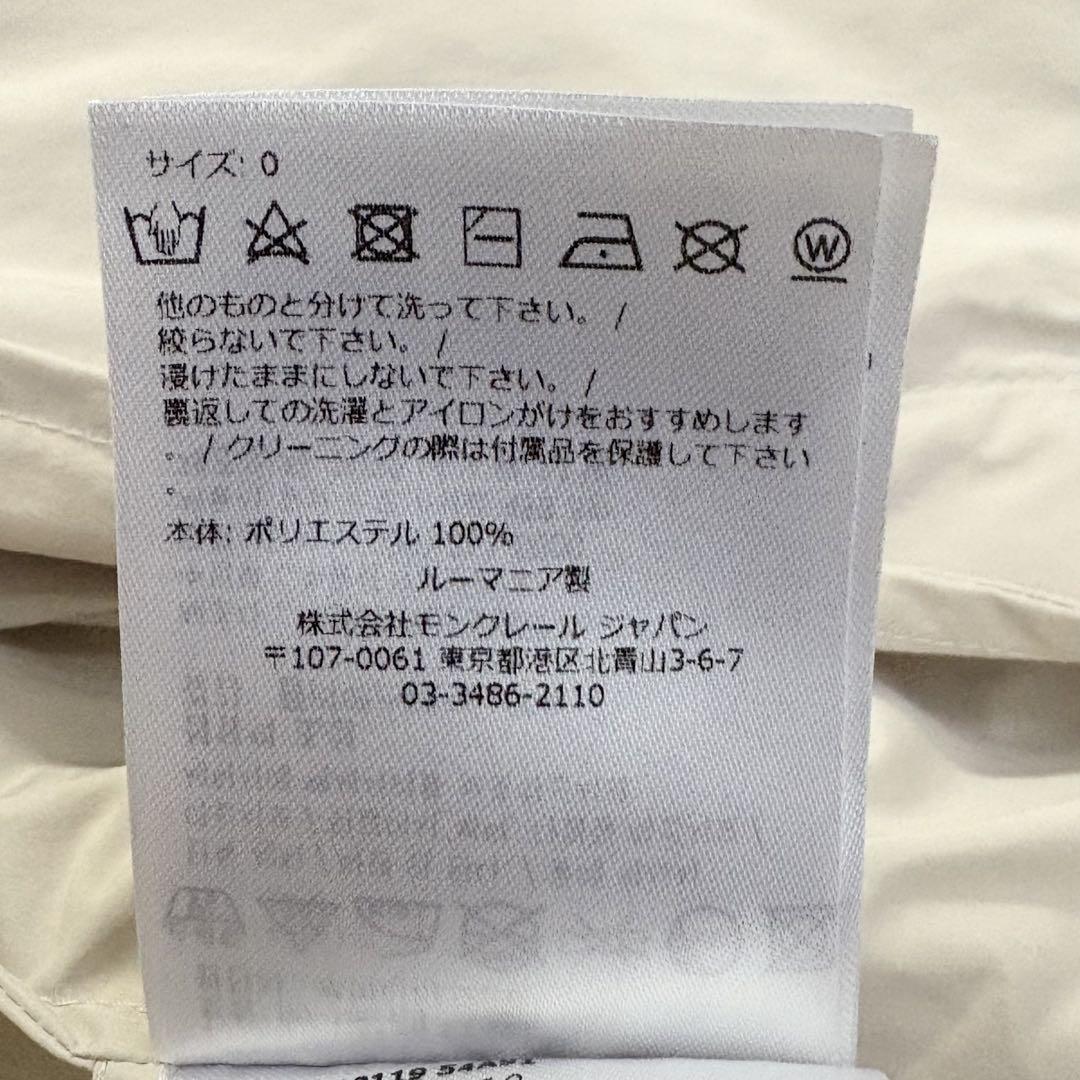 サイズ: 0
W
他のものと分けて洗って下さい。 /
絞らないで下さい。 /
浸けたままにしないで下さい。 /
裏返しての洗濯とアイロンがけをおすすめします
。 / クリーニングの際は付属品を保護して下さい
。
本体: ポリエステル 100%
ルーマニア製
株式会社モンクレール ジャパン
〒107-0061 東京都港区北青山3-6-7
03-3486-2110